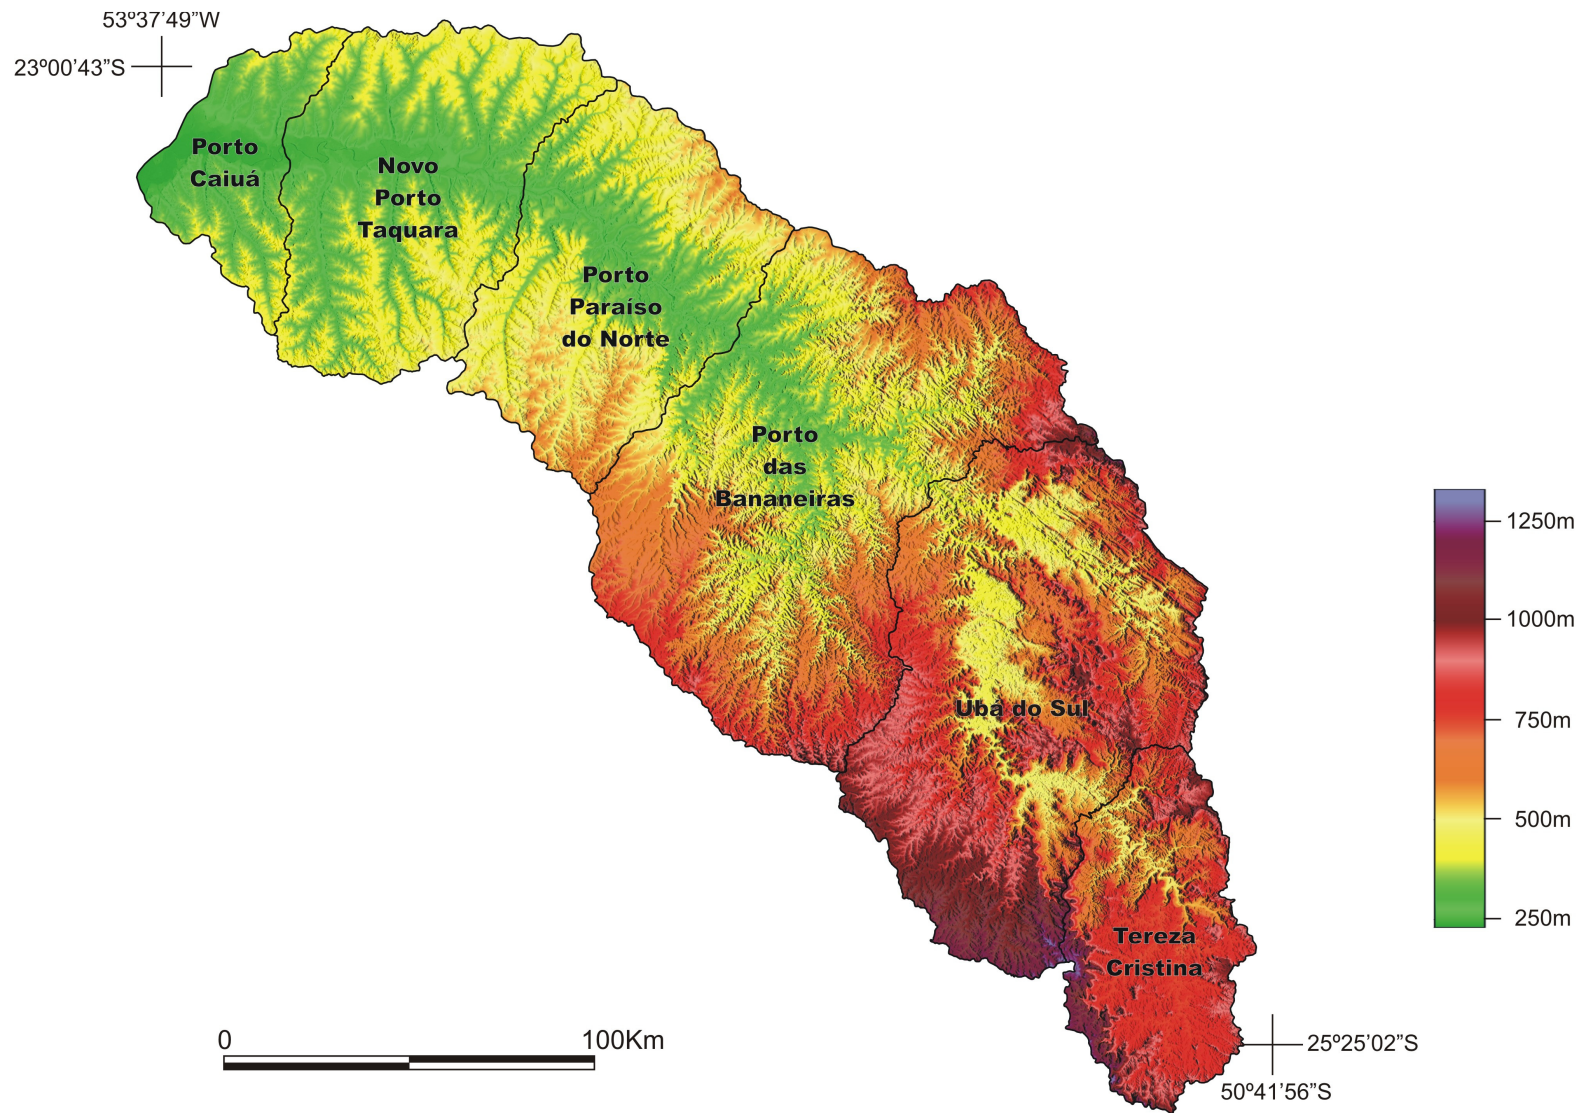 53º37’49”W
23º00’43”S
Porto
Caiuá
Novo
Porto
Taquara
Porto
Paraíso
do Norte
Porto
das
Bananeiras
Ubá do Sul
Tereza
Cristina
1250m
1000m
750m
500m
250m
0
100Km
25º25’02”S
50º41’56”S